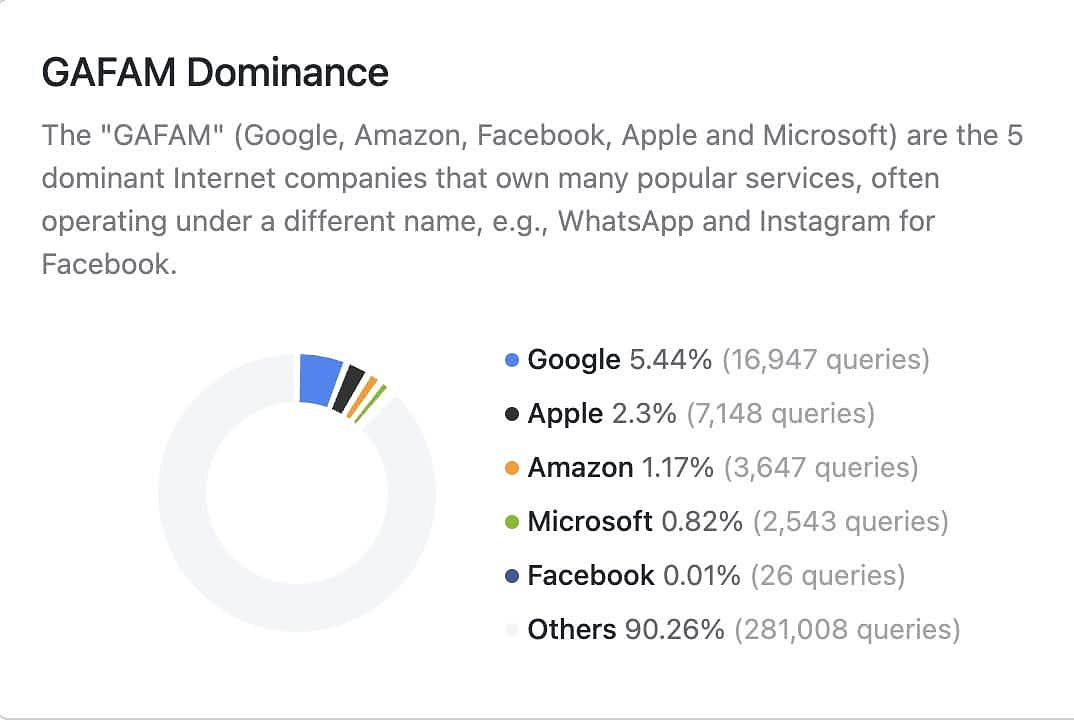 GAFAM Dominance
The "GAFAM" (Google, Amazon, Facebook, Apple and Microsoft) are the 5
dominant Internet companies that own many popular services, often
operating under a different name, e.g., WhatsApp and Instagram for
Facebook.
Google 5.44% (16,947 queries)
Apple 2.3% (7,148 queries)
Amazon 1.17% (3,647 queries)
Microsoft 0.82% (2,543 queries)
Facebook 0.01% (26 queries)
Others 90.26% (281,008 queries)